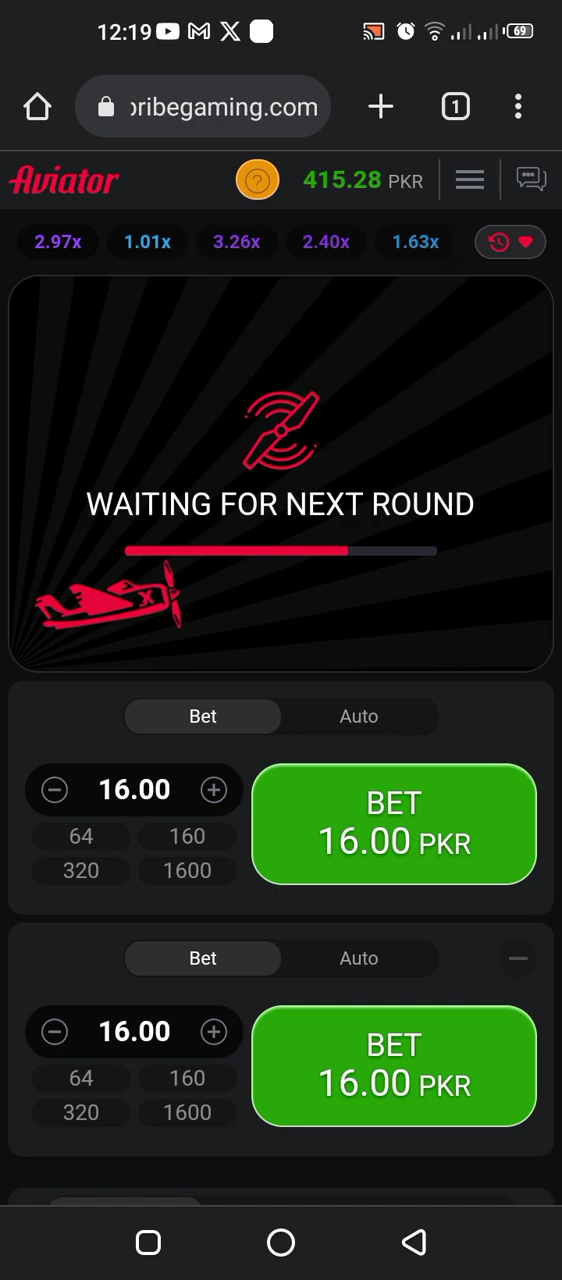 12:19
69
ribegaming.com
1
Aviator
? 415.28 PKR
2.97x 1.01x 3.26x 2.40x 1.63x
WAITING FOR NEXT ROUND
X
Bet Auto
16.00
64 160
320 1600
BET
16.00 PKR
Bet Auto
16.00
64 160
320 1600
BET
16.00 PKR